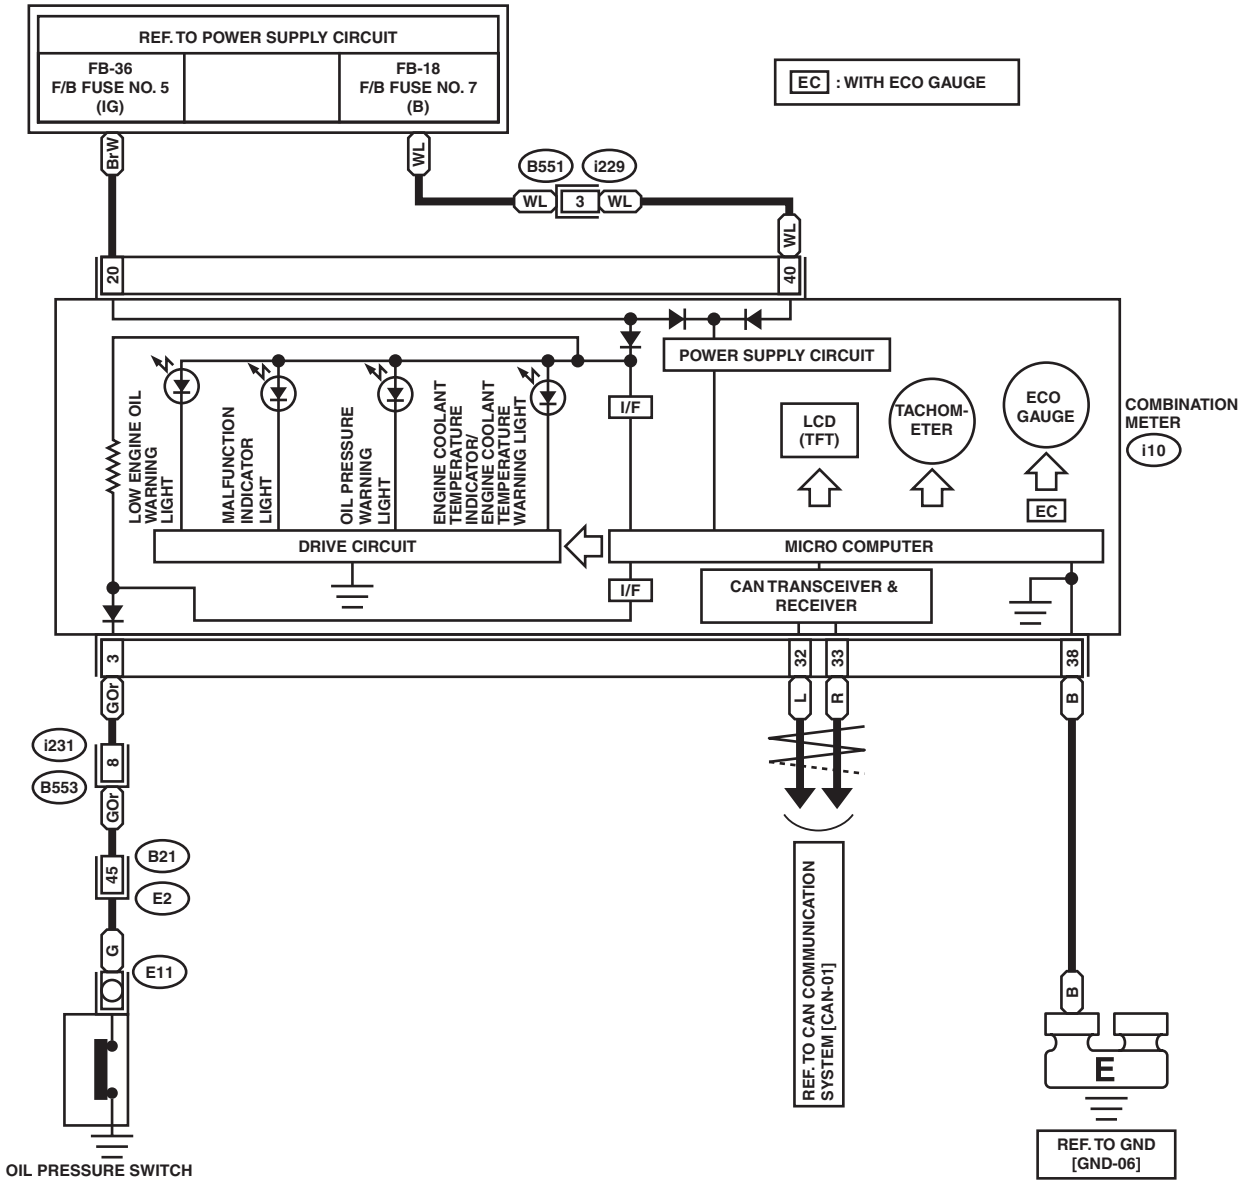 REF. TO POWER SUPPLY CIRCUIT
FB-36
F/B FUSE NO. 5
(IG)
FB-18
F/B FUSE NO. 7
(B)
EC : WITH ECO GAUGE
BrW
WL
B551
i229
WL
3
WL
WL
20
40
POWER SUPPLY CIRCUIT
LOW ENGINE OIL
WARNING
LIGHT
MALFUNCTION
INDICATOR
LIGHT
OIL PRESSURE
WARNING
LIGHT
ENGINE COOLANT
TEMPERATURE
INDICATOR/
ENGINE COOLANT
TEMPERATURE
WARNING LIGHT
I/F
LCD
(TFT)
TACHOM-
ETER
ECO
GAUGE
COMBINATION
METER
i10
EC
DRIVE CIRCUIT
MICRO COMPUTER
I/F
CAN TRANSCEIVER &
RECEIVER
3
32
33
38
GOr
L
R
B
i231
8
B553
GOr
B21
45
E2
G
E11
REF. TO CAN COMMUNICATION
SYSTEM [CAN-01]
B
E
OIL PRESSURE SWITCH
REF. TO GND
[GND-06]